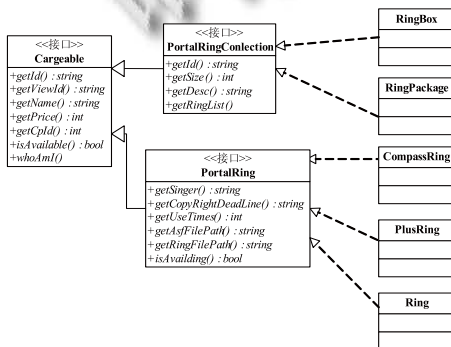 <<接口>>
Cargeable
+getId() : string
+getViewId() : string
+getName() : string
+getPrice() : int
+getCpId() : int
+isAvailable() : bool
+whoAmI()
<<接口>>
PortalRingConlection
+getId() : string
+getSize() : int
+getDesc() : string
+getRingList()
<<接口>>
PortalRing
+getSinger() : string
+getCopyRightDeadLine() : string
+getUseTimes() : int
+getAsfFilePath() : string
+getRingFilePath() : string
+isAvailding() : bool
RingBox
RingPackage
CompassRing
PlusRing
Ring